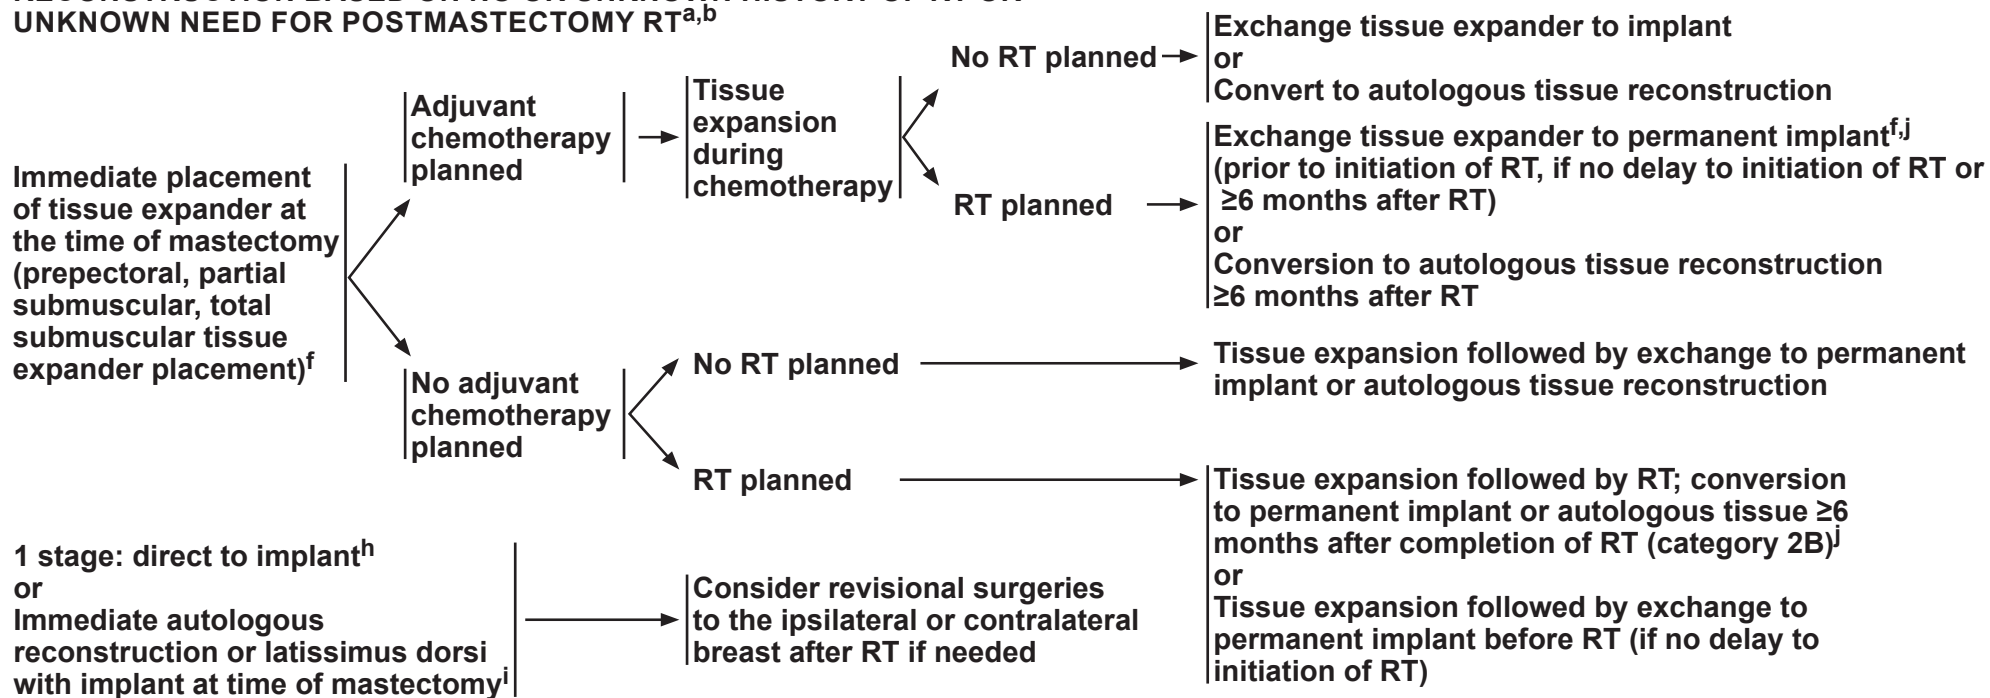 UNKNOWN NEED FOR POSTMASTECTOMY RTa,b
Immediate placement
of tissue expander at
the time of mastectomy
(prepectoral, partial
submuscular, total
submuscular tissue
expander placement)f
Adjuvant
chemotherapy
planned
Tissue
expansion
during
chemotherapy
No RT planned
Exchange tissue expander to implant
or
Convert to autologous tissue reconstruction
RT planned
Exchange tissue expander to permanent implantf,j
(prior to initiation of RT, if no delay to initiation of RT or
≥6 months after RT)
or
Conversion to autologous tissue reconstruction
≥6 months after RT
No adjuvant
chemotherapy
planned
No RT planned
Tissue expansion followed by exchange to permanent
implant or autologous tissue reconstruction
RT planned
Tissue expansion followed by RT; conversion
to permanent implant or autologous tissue ≥6
months after completion of RT (category 2B)j
or
Tissue expansion followed by exchange to
permanent implant before RT (if no delay to
initiation of RT)
1 stage: direct to implanth
or
Immediate autologous
reconstruction or latissimus dorsi
with implant at time of mastectomyi
Consider revisional surgeries
to the ipsilateral or contralateral
breast after RT if needed